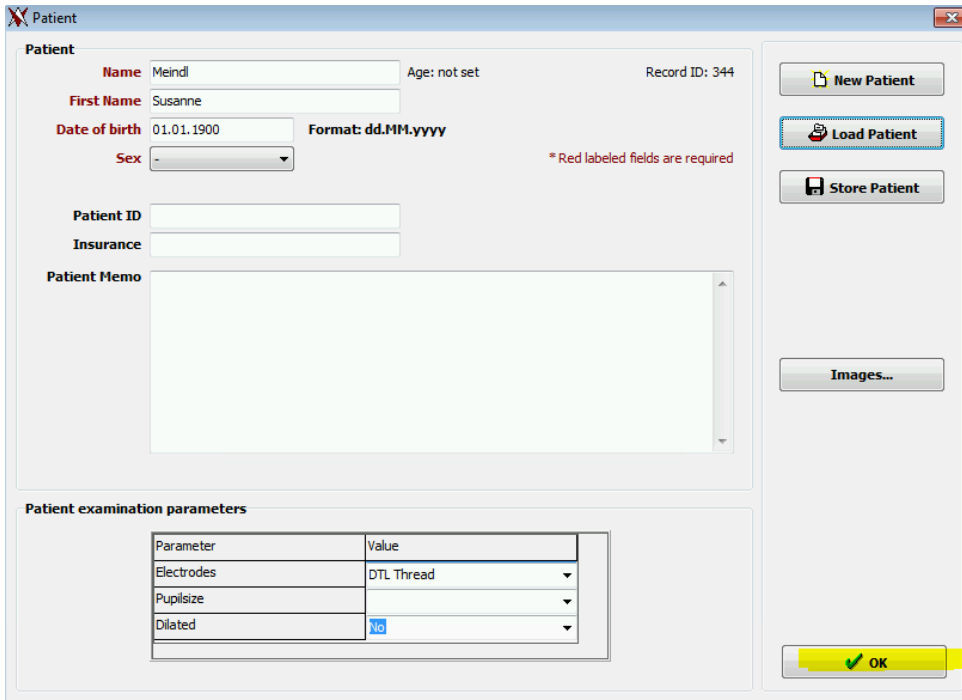 Patient
Patient
Name Meindl Age: not set Record ID: 344
First Name Susanne
Date of birth 01.01.1900 Format: dd.MM.yyyy
Sex - * Red labeled fields are required
Patient ID
Insurance
Patient Memo
Patient examination parameters
Parameter Value
Electrodes DTL Thread
Pupilsize
Dilated No
New Patient
Load Patient
Store Patient
Images...
OK